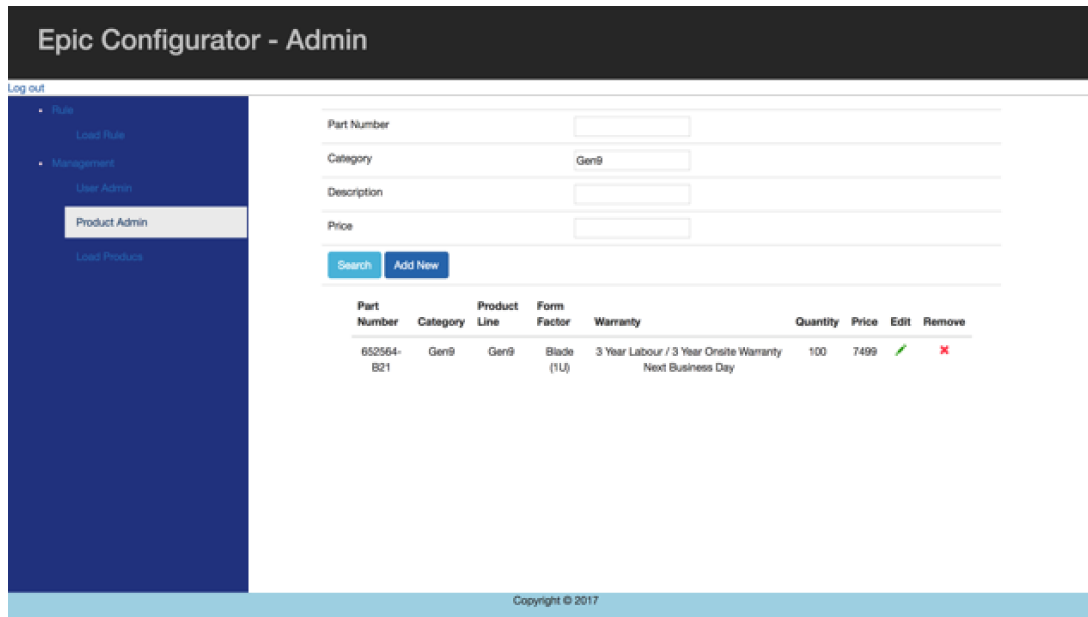 Epic Configurator - Admin
Log out
Rule
Load Rule
Management
User Admin
Product Admin
Load Producs
Part Number
Category Gen9
Description
Price
Search Add New
Part Number Category Product Line Form Factor Warranty Quantity Price Edit Remove
652564-B21 Gen9 Gen9 Blade (1U) 3 Year Labour / 3 Year Onsite Warranty Next Business Day 100 7499
Copyright © 2017